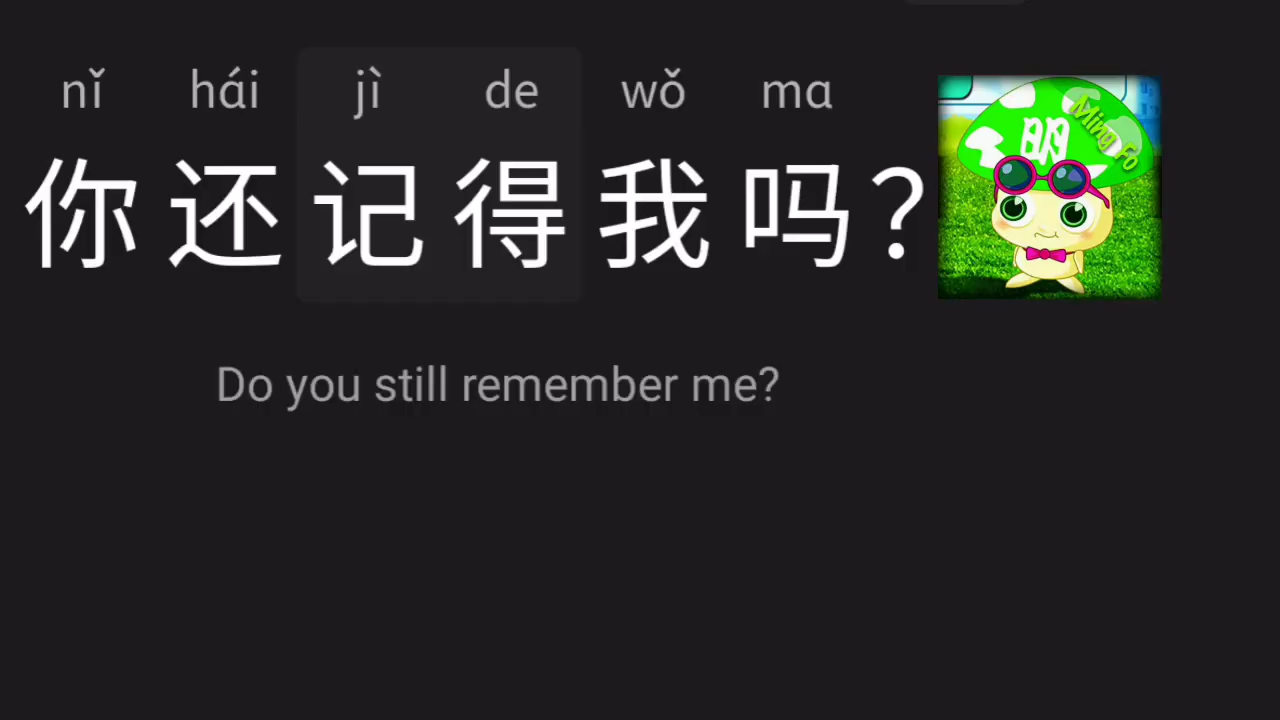 nǐ hái jì de wǒ ma
你还记得我吗？
明
Ming Fo
Do you still remember me?